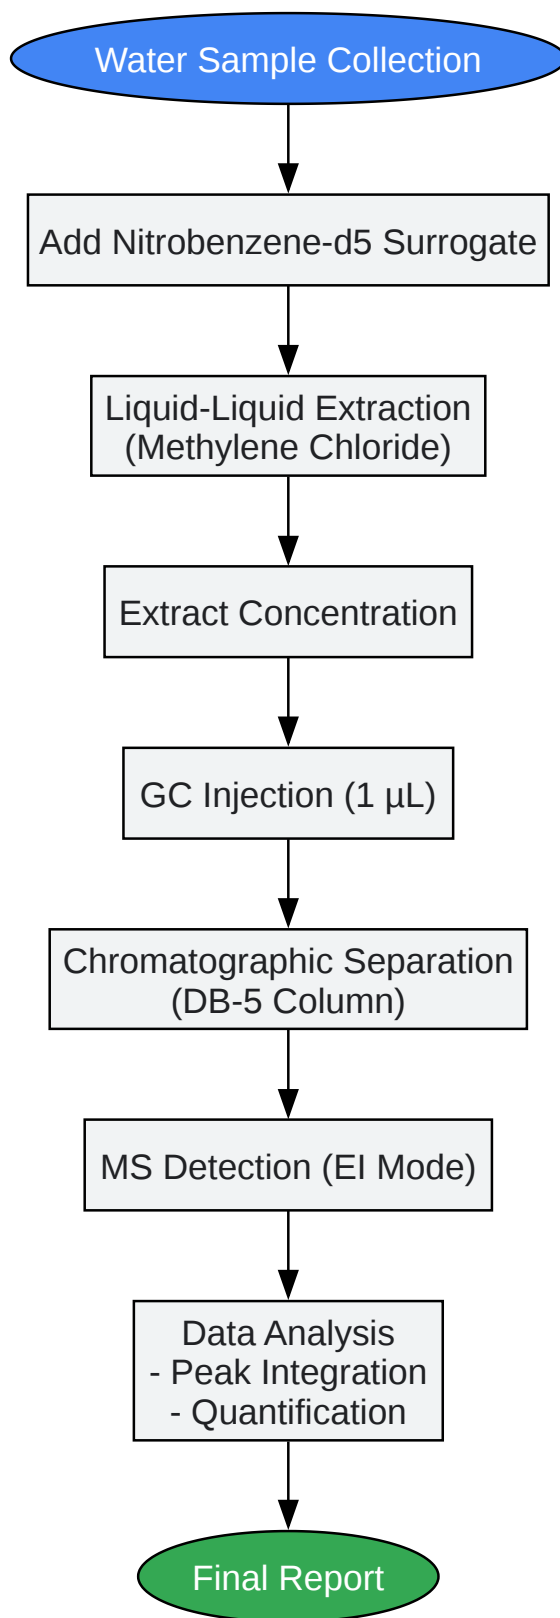 Water Sample Collection
Add Nitrobenzene-d5 Surrogate
Liquid-Liquid Extraction
(Methylene Chloride)
Extract Concentration
GC Injection (1 µL)
Chromatographic Separation
(DB-5 Column)
MS Detection (EI Mode)
Data Analysis
- Peak Integration
- Quantification
Final Report